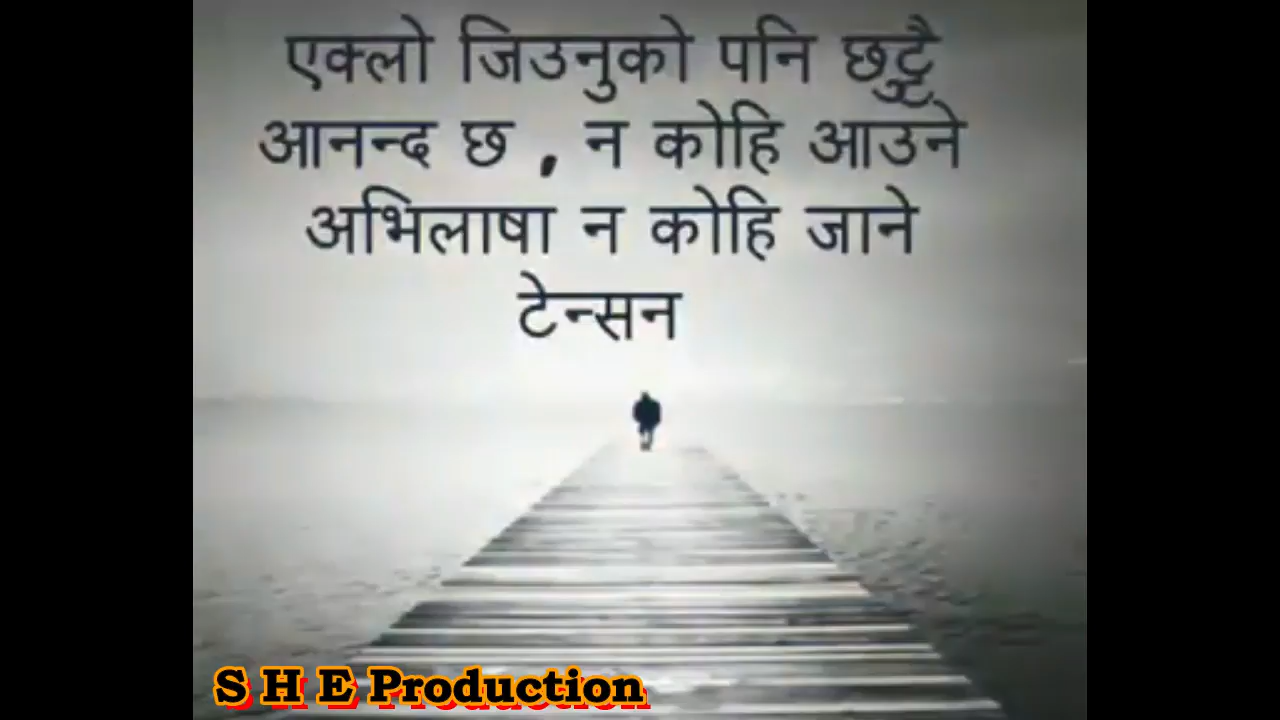 एक्लो जिउनुको पनि छुट्टै
आनन्द छ , न कोहि आउने
अभिलाषा न कोहि जाने
टेन्सन
S H E Production